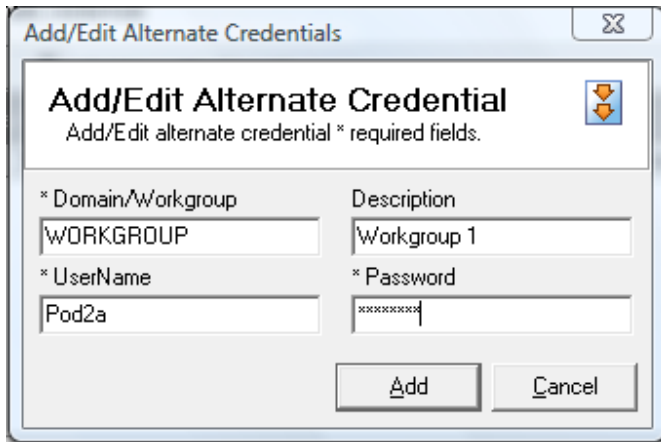 Add/Edit Alternate Credentials
Add/Edit Alternate Credential
Add/Edit alternate credential * required fields.
* Domain/Workgroup Description
WORKGROUP Workgroup 1
* UserName * Password
Pod2a ********
Add Cancel